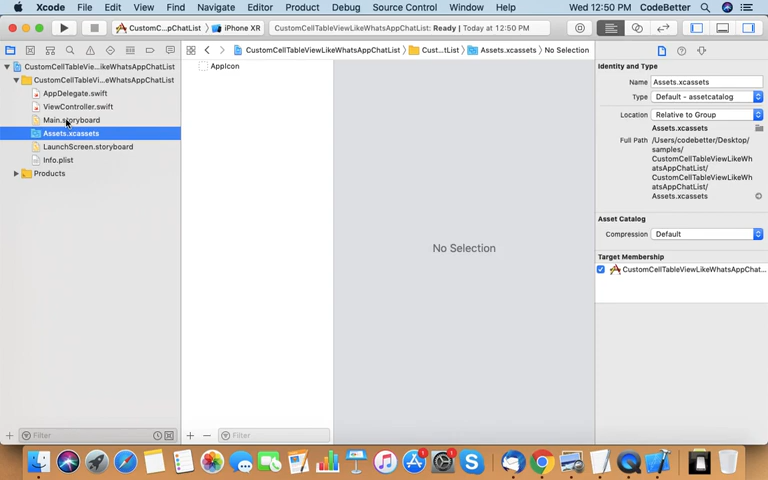 Xcode File Edit View Find Navigate Editor Product Debug Source Control Window Help Wed 12:50 PM CodeBetter
CustomC...pChatList iPhone XR CustomCellTableViewLikeWhatsAppChatList: Ready | Today at 12:50 PM
CustomCellTableViewLikeWhatsAppChatList Cust...tList Assets.xcassets No Selection
CustomCellTableVie...ikeWhatsAppChatList
CustomCellTableVi...eWhatsAppChatList
AppDelegate.swift
ViewController.swift
Main.storyboard
Assets.xcassets
LaunchScreen.storyboard
Info.plist
Products
AppIcon
No Selection
Identity and Type
Name Assets.xcassets
Type Default - assetcatalog
Location Relative to Group
Assets.xcassets
Full Path /Users/codebetter/Desktop/
samples/
CustomCellTableViewLikeWh
atsAppChatList/
CustomCellTableViewLikeWh
atsAppChatList/
Assets.xcassets
Asset Catalog
Compression Default
Target Membership
CustomCellTableViewLikeWhatsAppChat...
Filter
Filter